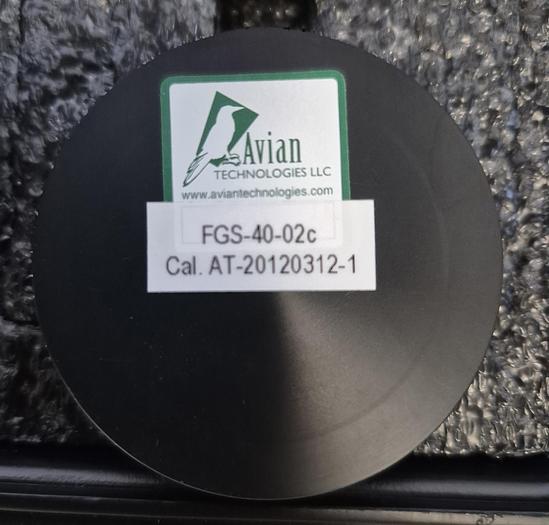 Avian
TECHNOLOGIES LLC
www.aviantechnologies.com
FGS-40-02c
Cal. AT-20120312-1